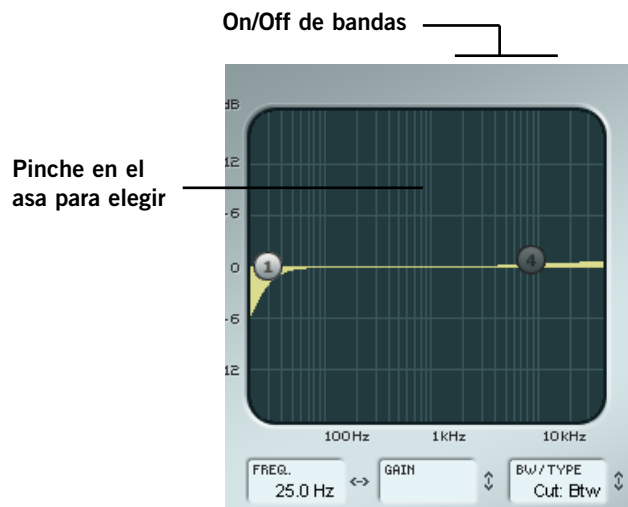 On/Off de bandas
dB
12
Pinche en el
asa para elegir
-6
0
1
4
-6
12
100Hz
1kHz
10kHz
FREQ.
GAIN
BW/TYPE
25.0 Hz
Cut: Btw